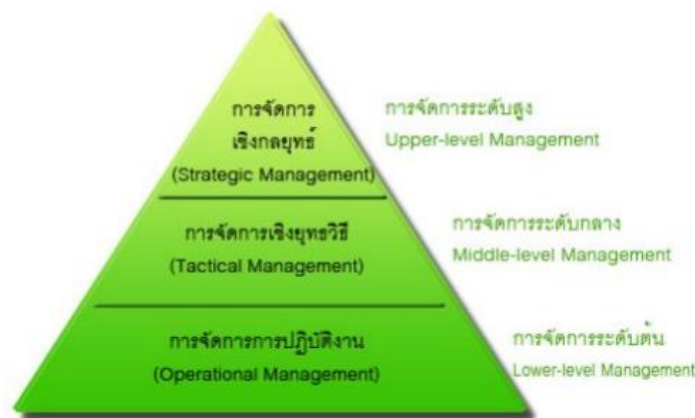 การจัดการ
เชิงกลยุทธ์
(Strategic Management)
การจัดการระดับสูง
Upper-level Management
การจัดการเชิงยุทธวิธี
(Tactical Management)
การจัดการระดับกลาง
Middle-level Management
การจัดการการปฏิบัติงาน
(Operational Management)
การจัดการระดับต้น
Lower-level Management